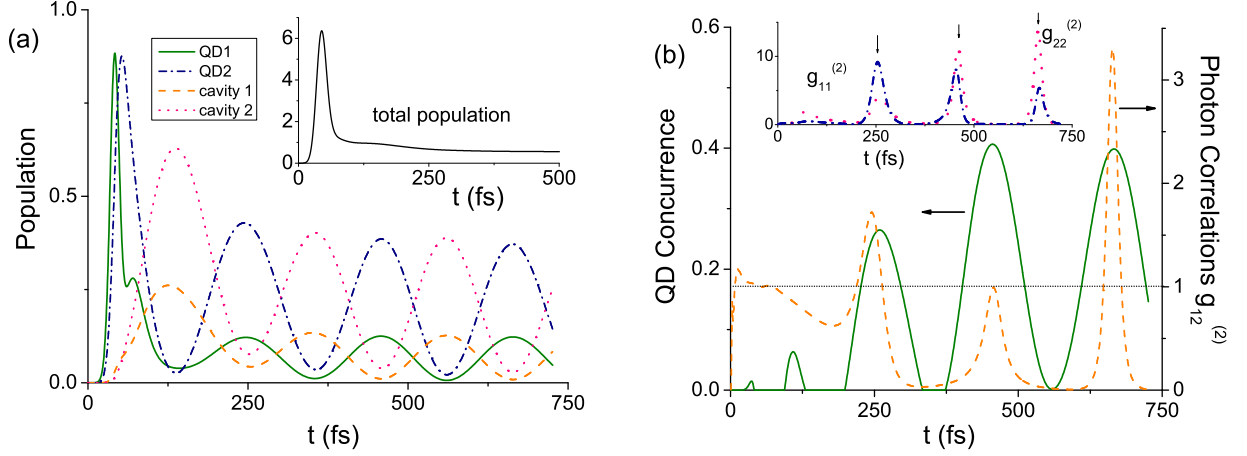 (a)
1.0
0.5
0.0
Population
0
250
500
750
t (fs)
QD1
QD2
cavity 1
cavity 2
6
4
2
0
total population
0
250
500
t (fs)
(b)
0.6
0.4
0.2
0.0
QD Concurrence
0
250
500
750
t (fs)
3
2
1
0
Photon Correlations g12(2)
10
0
g11(2)
g22(2)
0
250
500
750
t (fs)